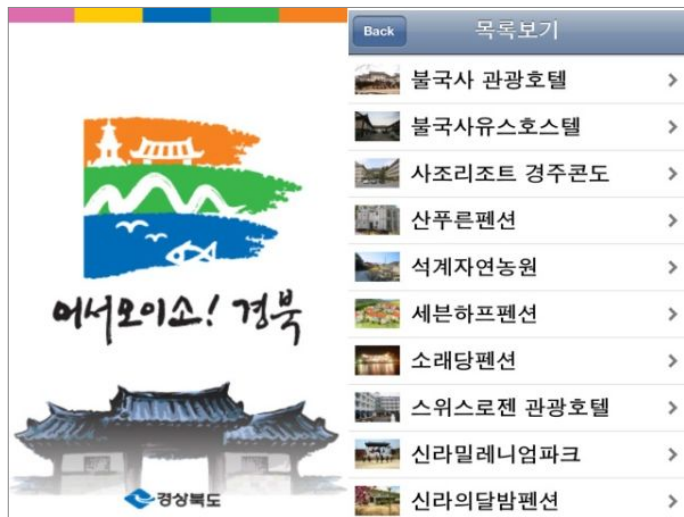 어서오이소! 경북
경상북도
Back
목록보기
불국사 관광호텔
불국사유스호스텔
사조리조트 경주콘도
산푸른펜션
석계자연농원
세븐하프펜션
소래당펜션
스위스로젠 관광호텔
신라밀레니엄파크
신라의달밤펜션